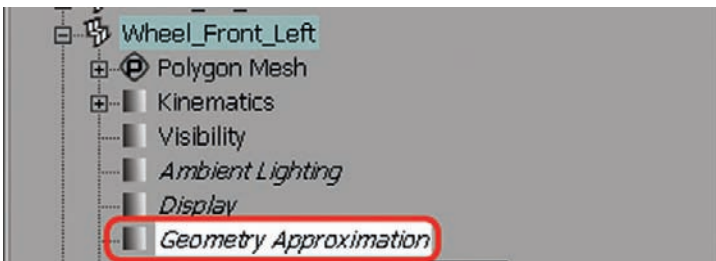 Wheel_Front_Left
Polygon Mesh
Kinematics
Visibility
Ambient Lighting
Display
Geometry Approximation